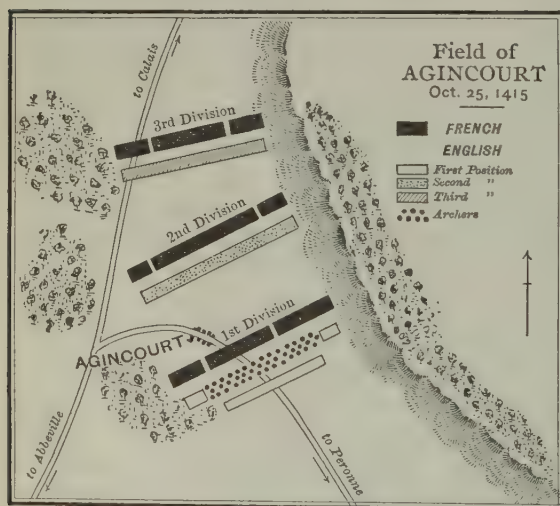 Field of
AGINCOURT
Oct. 25, 1415
FRENCH
ENGLISH
First Position
Second "
Third "
Archers
to Calais
3rd Division
2nd Division
1st Division
AGINCOURT
to Abbeville
to Peronne